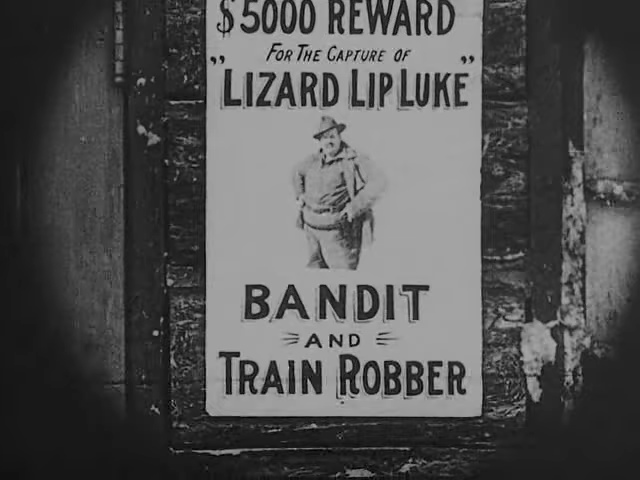 $5000 REWARD
FOR THE CAPTURE OF
"LIZARD LIP LUKE"
BANDIT
AND
TRAIN ROBBER